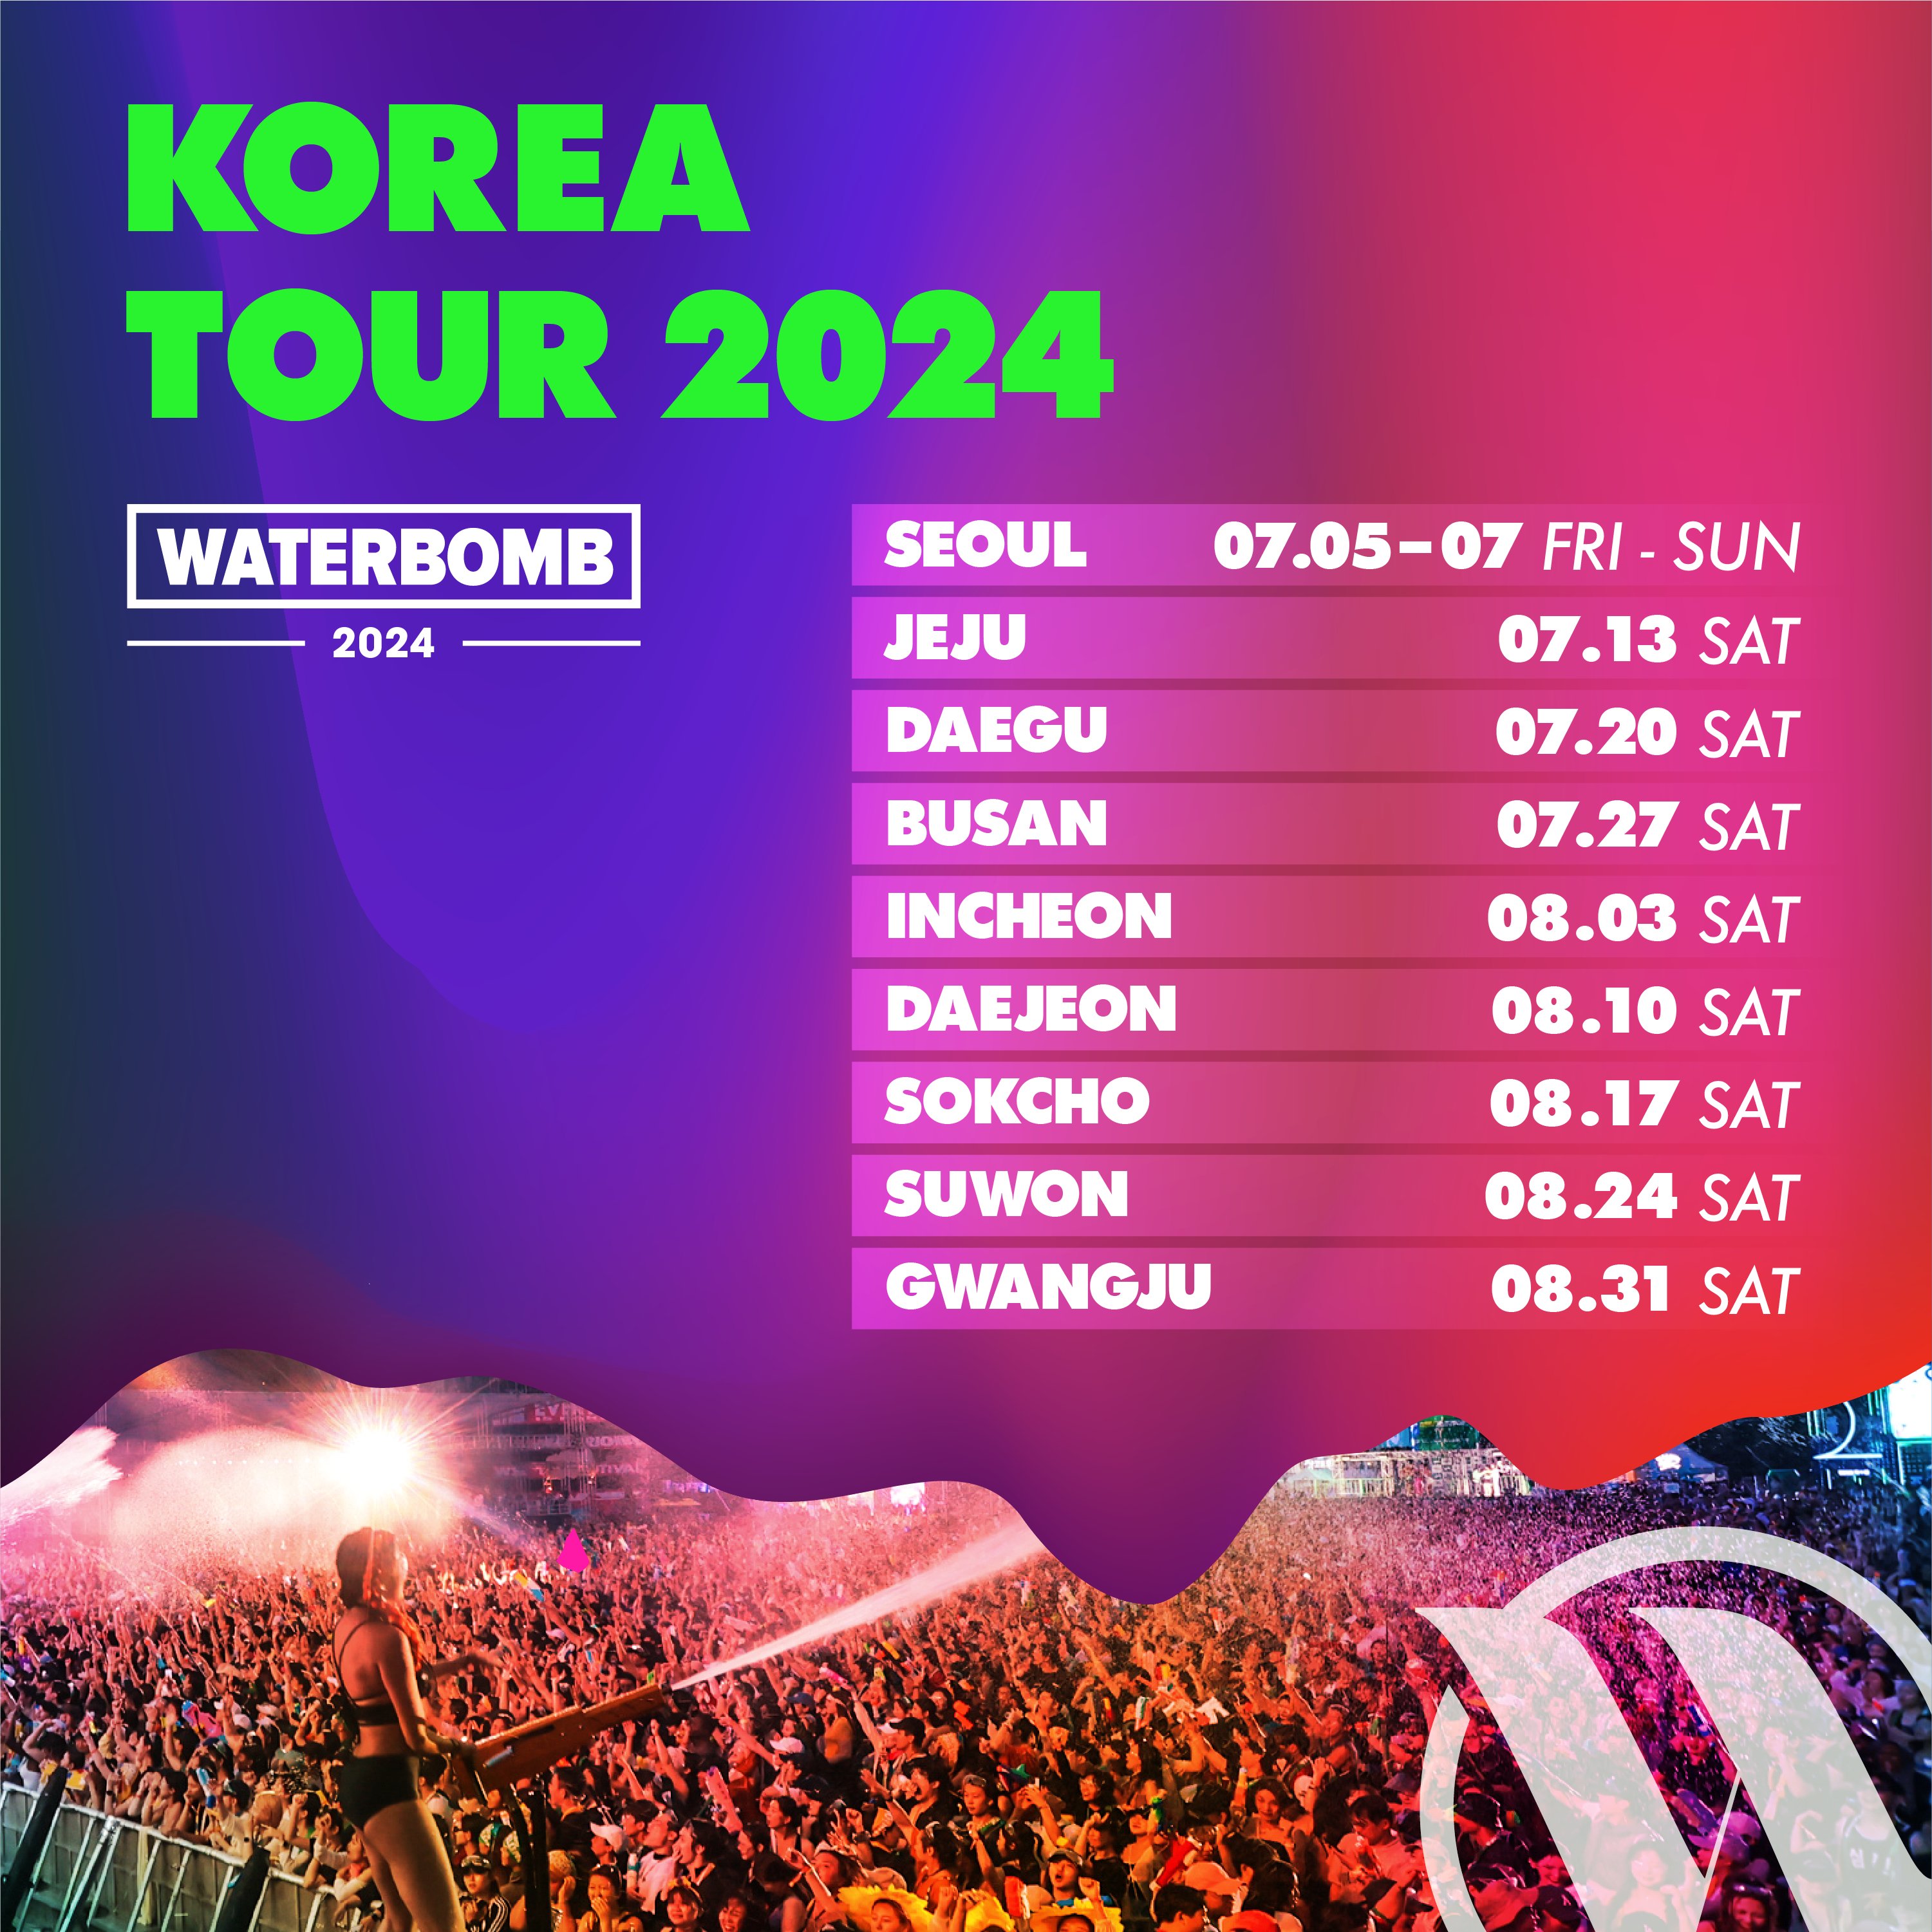 KOREA
TOUR 2024
WATERBOMB
2024
SEOUL 07.05–07 FRI - SUN
JEJU 07.13 SAT
DAEGU 07.20 SAT
BUSAN 07.27 SAT
INCHEON 08.03 SAT
DAEJEON 08.10 SAT
SOKCHO 08.17 SAT
SUWON 08.24 SAT
GWANGJU 08.31 SAT